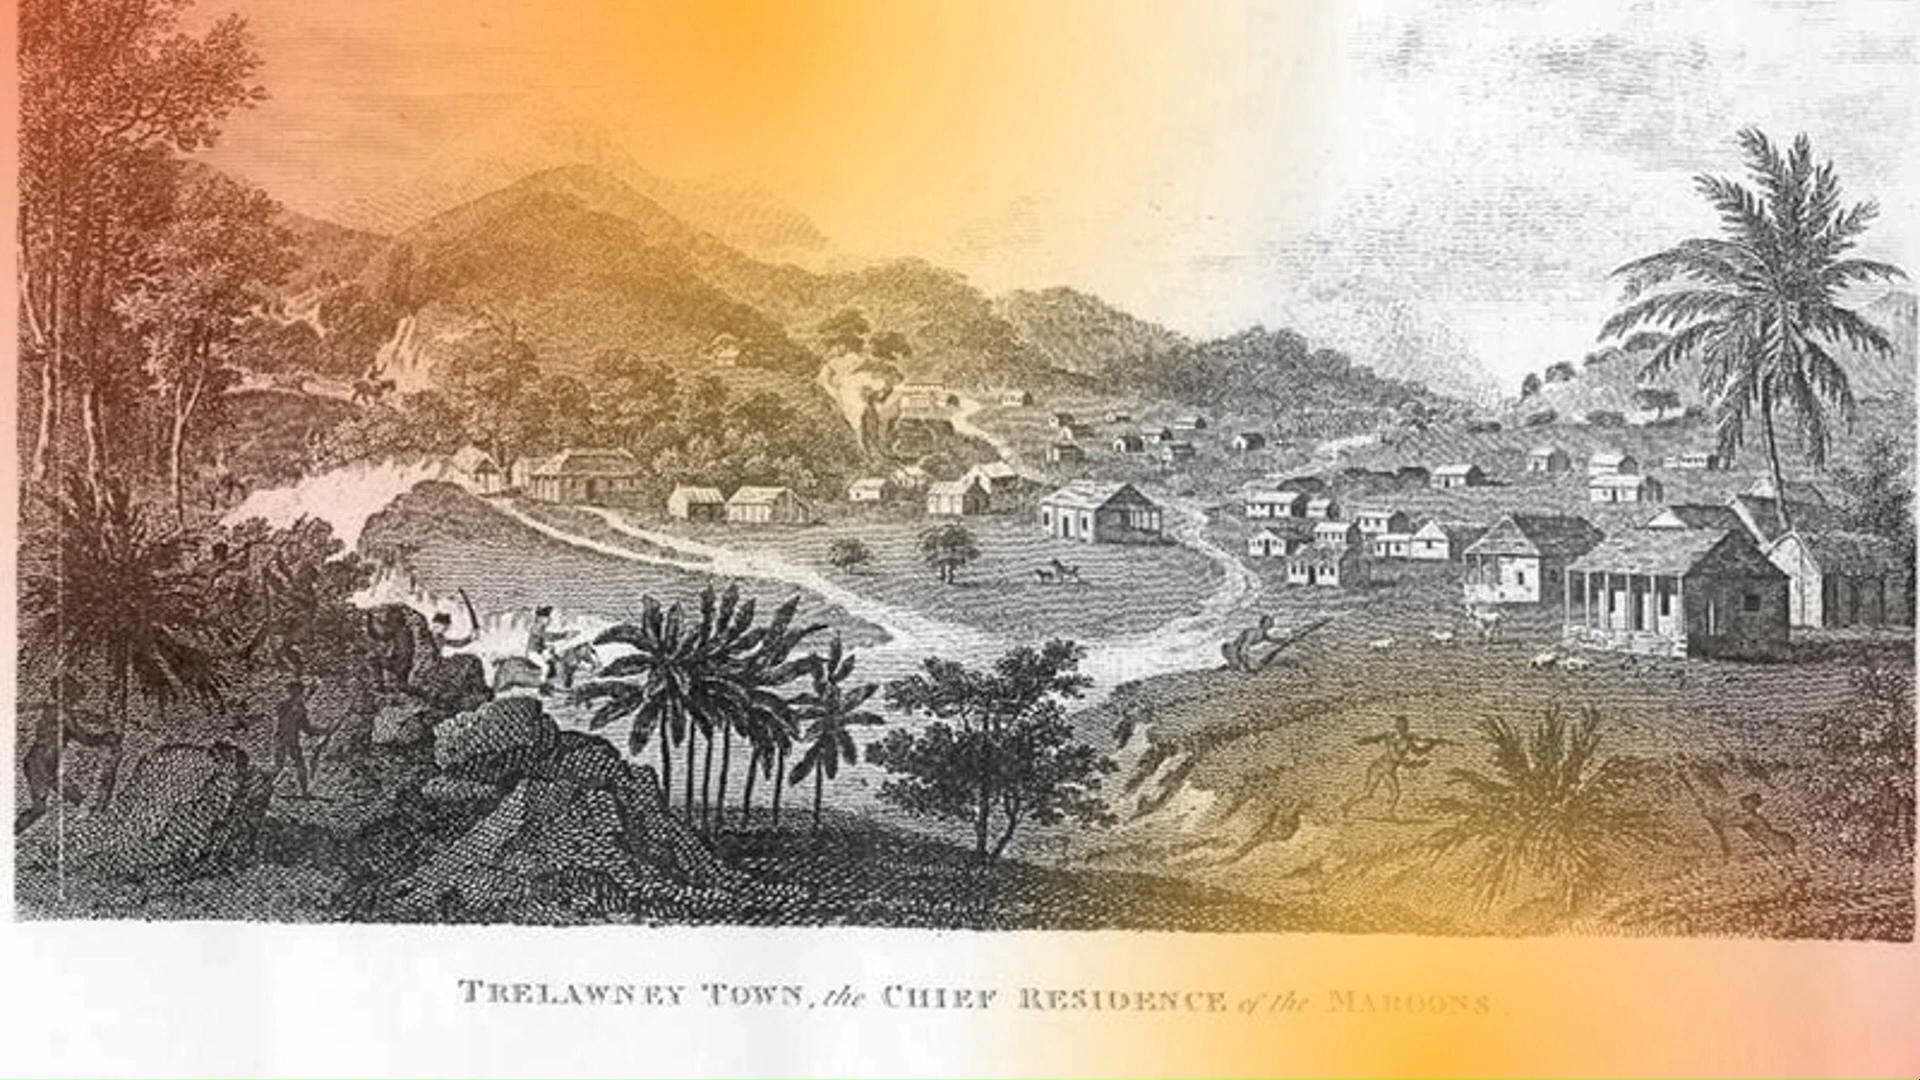 TRELAWNEY TOWN, the CHIEF RESIDENCE of the MAROONS.